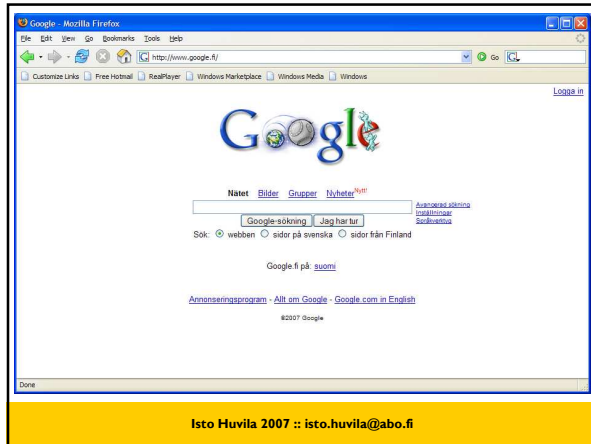 Google - Mozilla Firefox
File Edit View Go Bookmarks Tools Help
http://www.google.fi/ Go
Customize Links Free Hotmail RealPlayer Windows Marketplace Windows Media Windows
Logga in
Google
Nätet Bilder Grupper Nyheter Nytt!
Avancerad sökning
Inställningar
Språkverktyg
Google-sökning Jag har tur
Sök: webben sidor på svenska sidor från Finland
Google.fi på: suomi
Annonseringsprogram - Allt om Google - Google.com in English
©2007 Google
Done
Isto Huvila 2007 :: isto.huvila@abo.fi